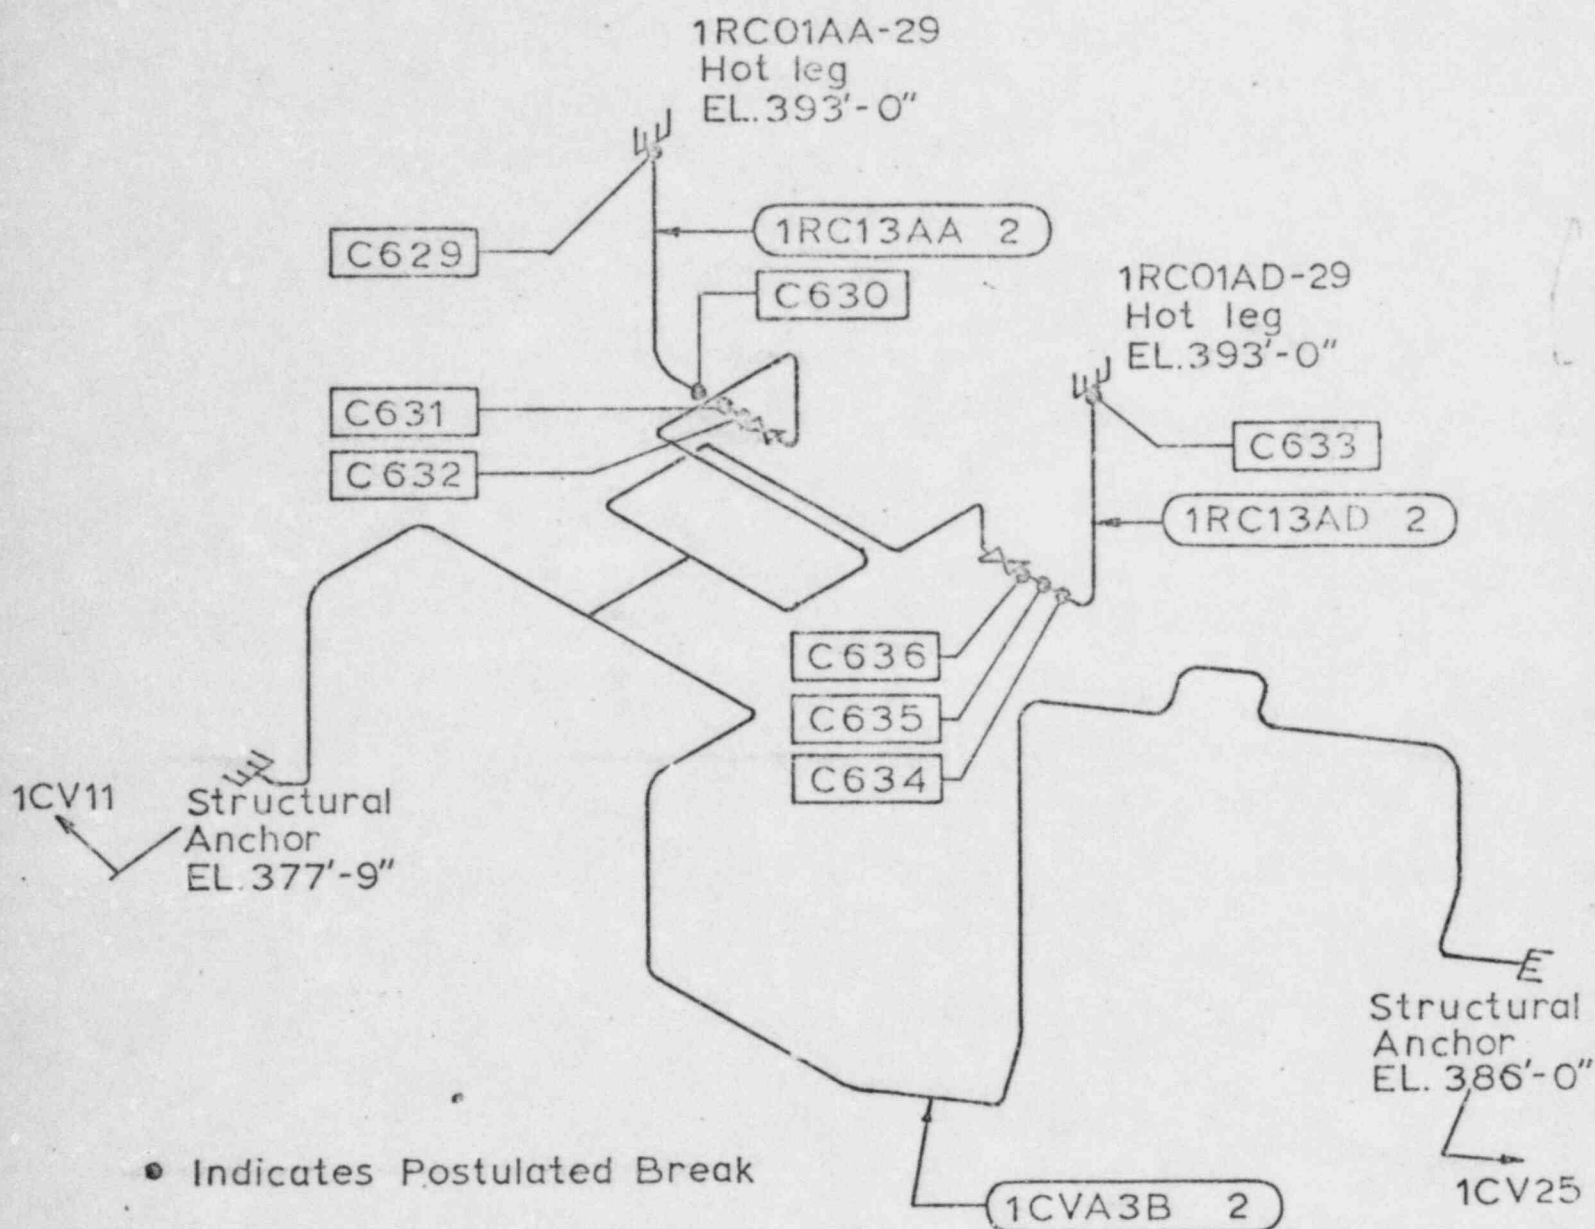 1RC01AA-29
Hot leg
EL. 393'-0"
C629
1RC13AA 2
C630
1RC01AD-29
Hot leg
EL. 393'-0"
C631
C632
C633
1RC13AD 2
C636
C635
C634
1CV11
Structural
Anchor
EL. 377'-9"
Structural
Anchor
EL. 386'-0"
1CV25
• Indicates Postulated Break
1CVA3B 2